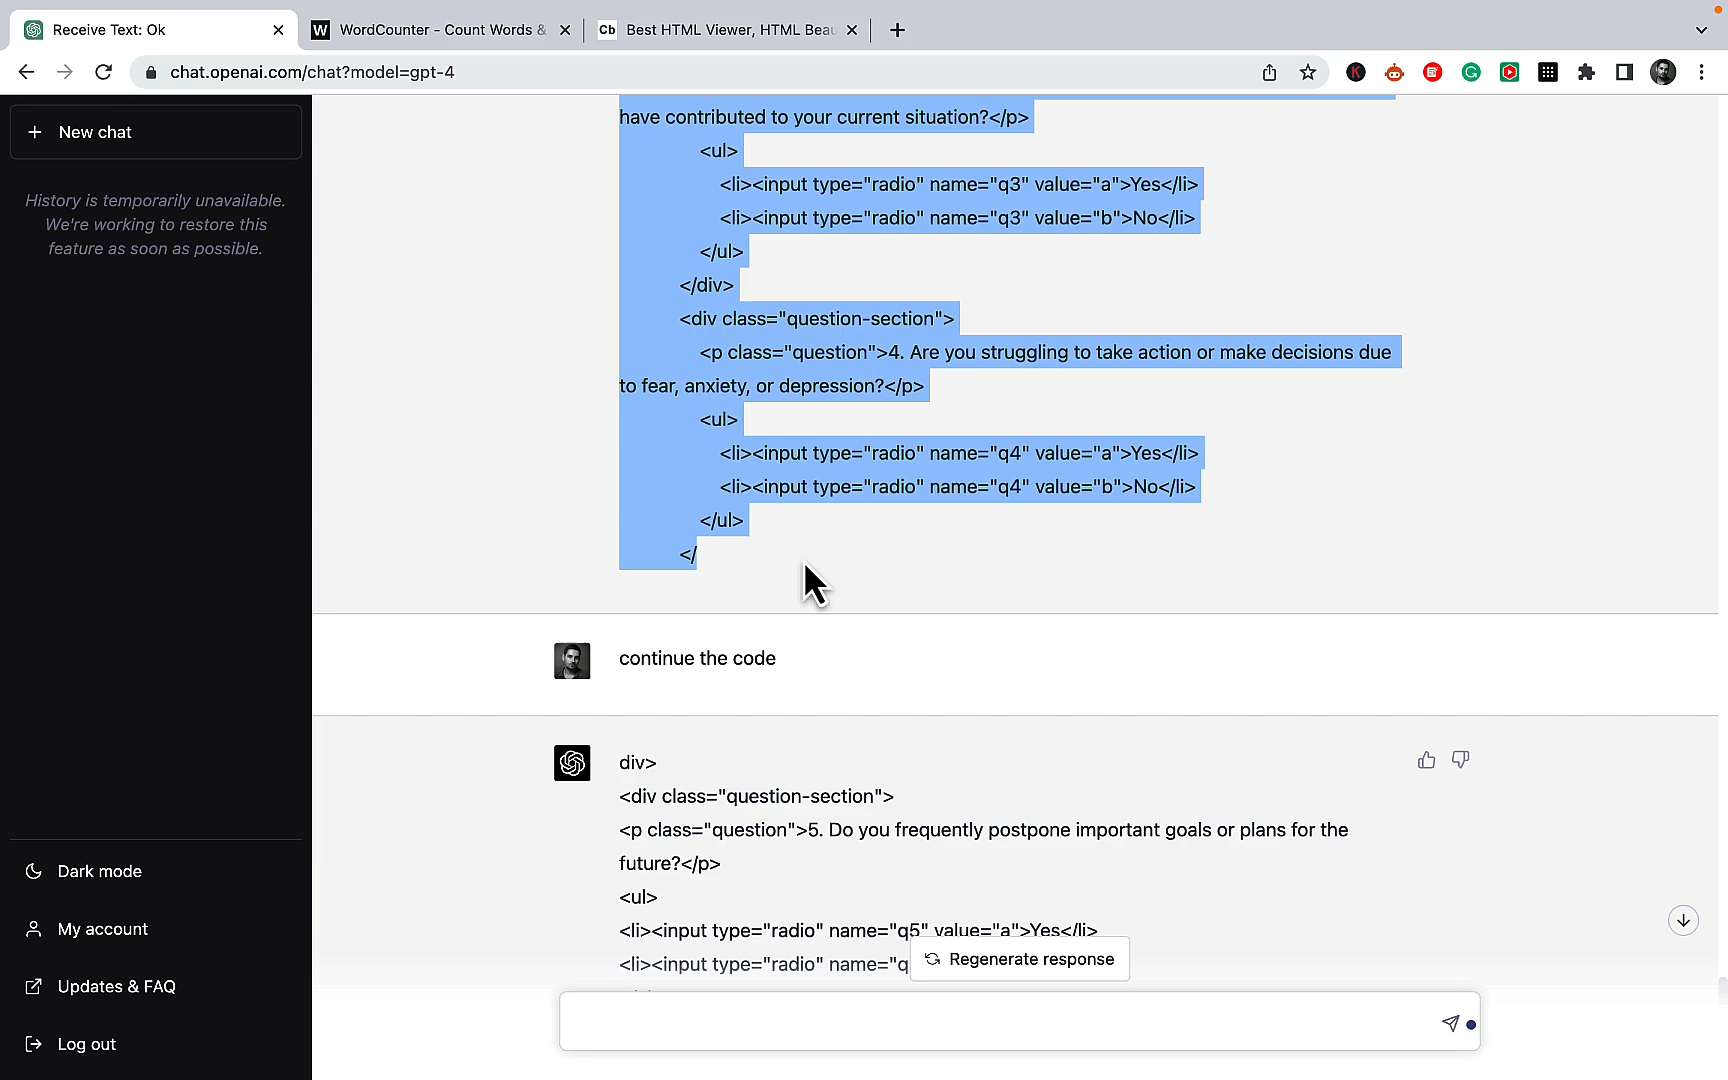 Receive Text: Ok
W WordCounter - Count Words &
Cb Best HTML Viewer, HTML Beau
chat.openai.com/chat?model=gpt-4
New chat
History is temporarily unavailable.
We're working to restore this
feature as soon as possible.
have contributed to your current situation?</p>
<ul>
<li><input type="radio" name="q3" value="a">Yes</li>
<li><input type="radio" name="q3" value="b">No</li>
</ul>
</div>
<div class="question-section">
<p class="question">4. Are you struggling to take action or make decisions due
to fear, anxiety, or depression?</p>
<ul>
<li><input type="radio" name="q4" value="a">Yes</li>
<li><input type="radio" name="q4" value="b">No</li>
</ul>
</
continue the code
div>
<div class="question-section">
<p class="question">5. Do you frequently postpone important goals or plans for the
future?</p>
<ul>
<li><input type="radio" name="q5" value="a">Yes</li>
<li><input type="radio" name="q
Regenerate response
Dark mode
My account
Updates & FAQ
Log out